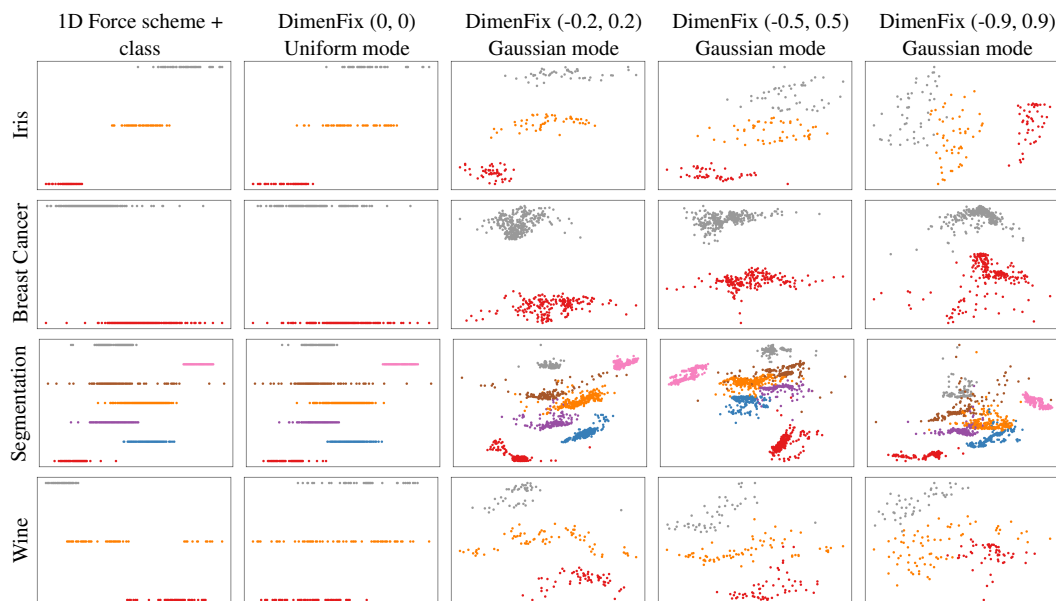 1D Force scheme +
class
DimenFix (0, 0)
Uniform mode
DimenFix (-0.2, 0.2)
Gaussian mode
DimenFix (-0.5, 0.5)
Gaussian mode
DimenFix (-0.9, 0.9)
Gaussian mode
Iris
Breast Cancer
Segmentation
Wine